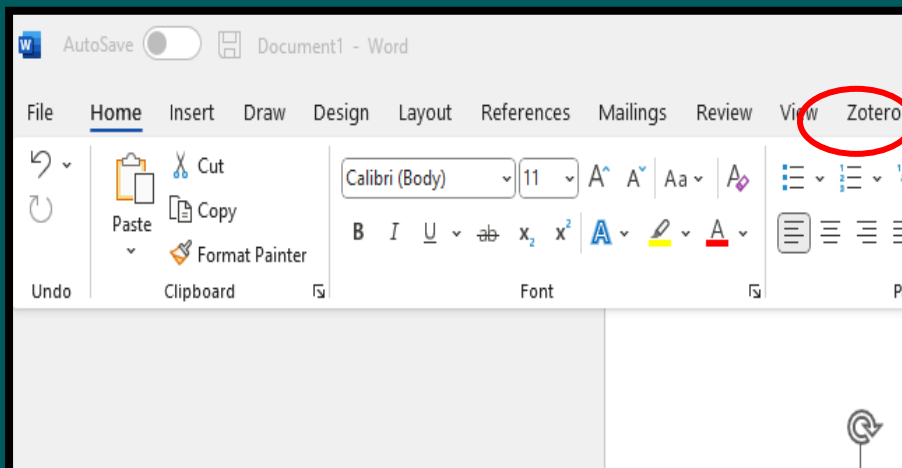 W AutoSave Document1 - Word
File Home Insert Draw Design Layout References Mailings Review View Zotero
Cut
Calibri (Body) 11 A A Aa A
Paste
Copy
B I U ab x2 x2 A A
Format Painter
Undo Clipboard Font